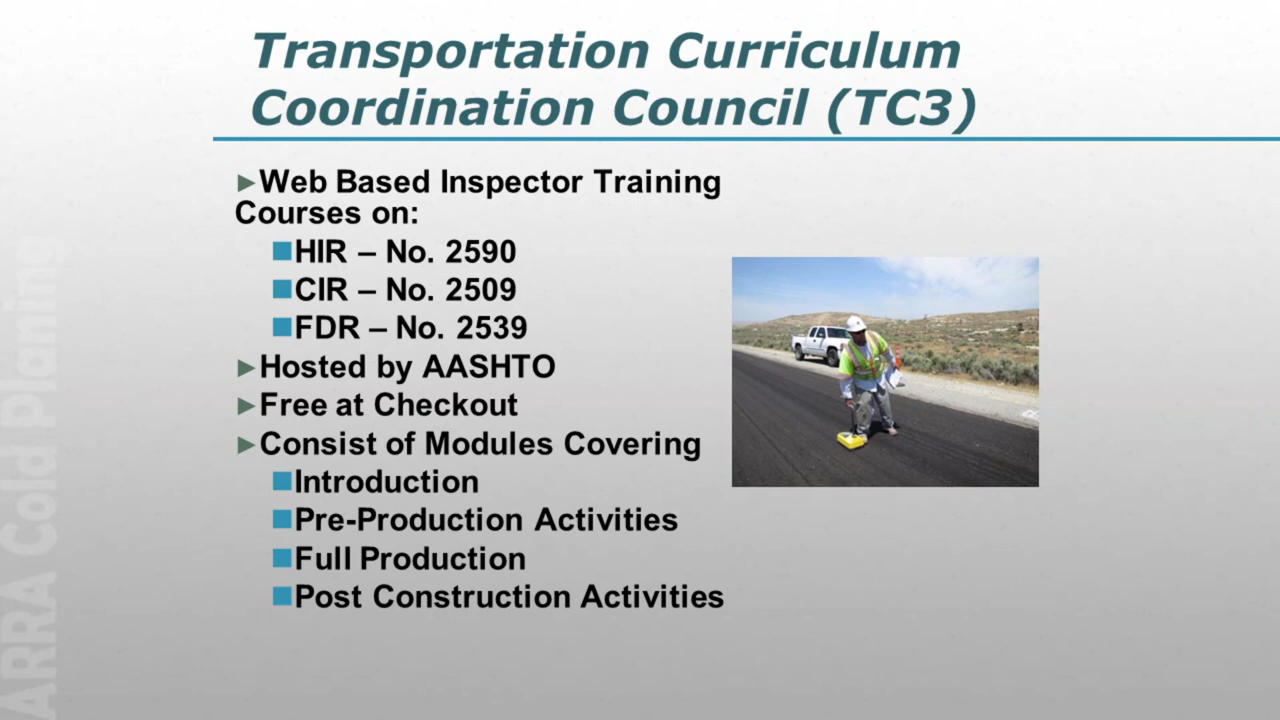 Transportation Curriculum
Coordination Council (TC3)
►Web Based Inspector Training
Courses on:
■HIR – No. 2590
■CIR – No. 2509
■FDR – No. 2539
►Hosted by AASHTO
►Free at Checkout
►Consist of Modules Covering
■Introduction
■Pre-Production Activities
■Full Production
■Post Construction Activities
ARRA Cold Planing